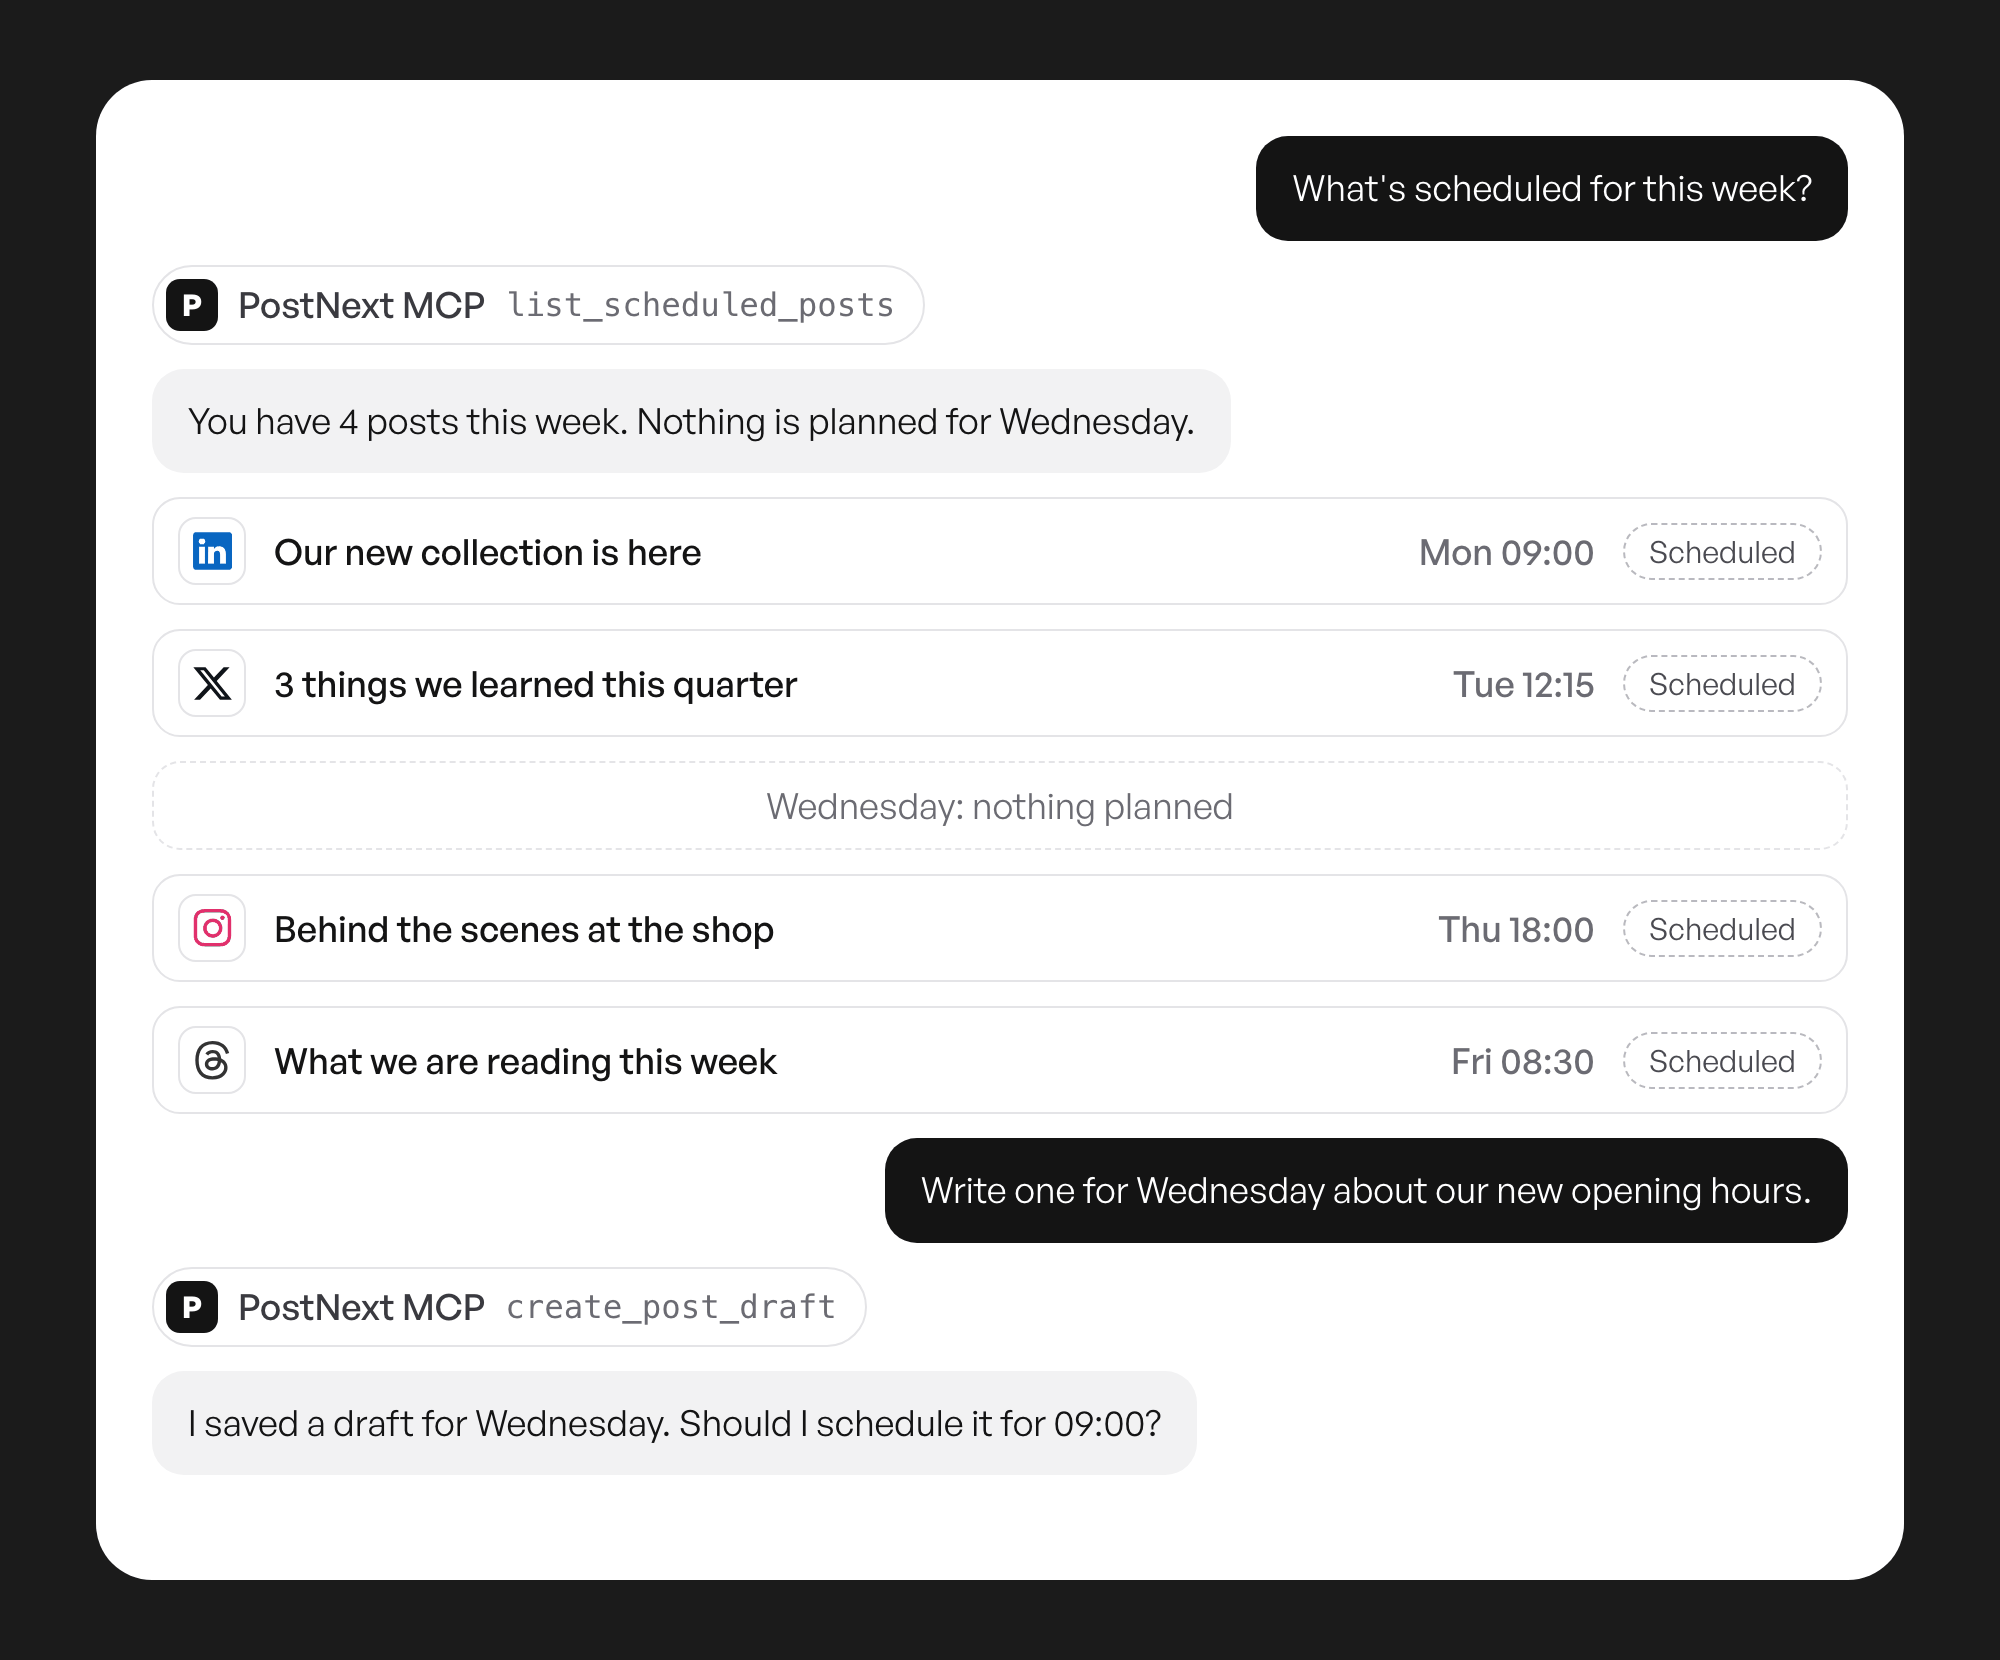 What's scheduled for this week?
P PostNext MCP list_scheduled_posts
You have 4 posts this week. Nothing is planned for Wednesday.
in Our new collection is here Mon 09:00 Scheduled
X 3 things we learned this quarter Tue 12:15 Scheduled
Wednesday: nothing planned
Behind the scenes at the shop Thu 18:00 Scheduled
What we are reading this week Fri 08:30 Scheduled
Write one for Wednesday about our new opening hours.
P PostNext MCP create_post_draft
I saved a draft for Wednesday. Should I schedule it for 09:00?